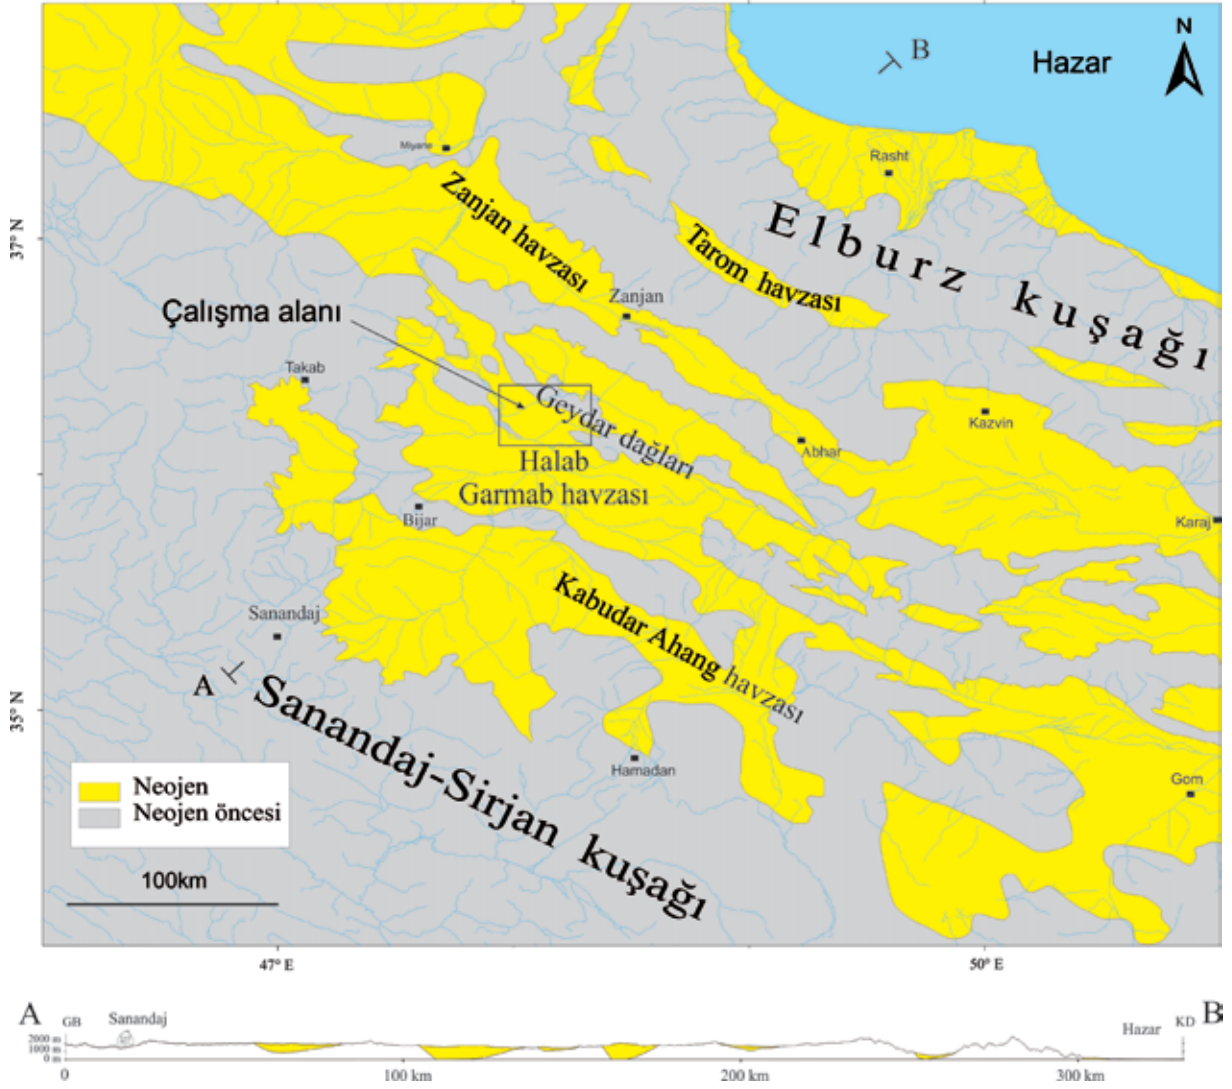 N
B
Hazar
Miyane
Rasht
Zanjan havzası
Elburz kuşağı
37° N
Tarom havzası
Zanjan
Çalışma alanı
Takab
Geydar dağları
Kazvin
Abhar
Halab
Garmab havzası
Bijar
Karaj
Kabudar Ahang havzası
Sanandaj
A
Sanandaj-Sirjan kuşağı
35° N
Hamadan
Gom
Neojen
Neojen öncesi
100km
47° E
50° E
A
GB
Sanandaj
Hazar
KD
B
2000 m
1000 m
0 m
0
100 km
200 km
300 km